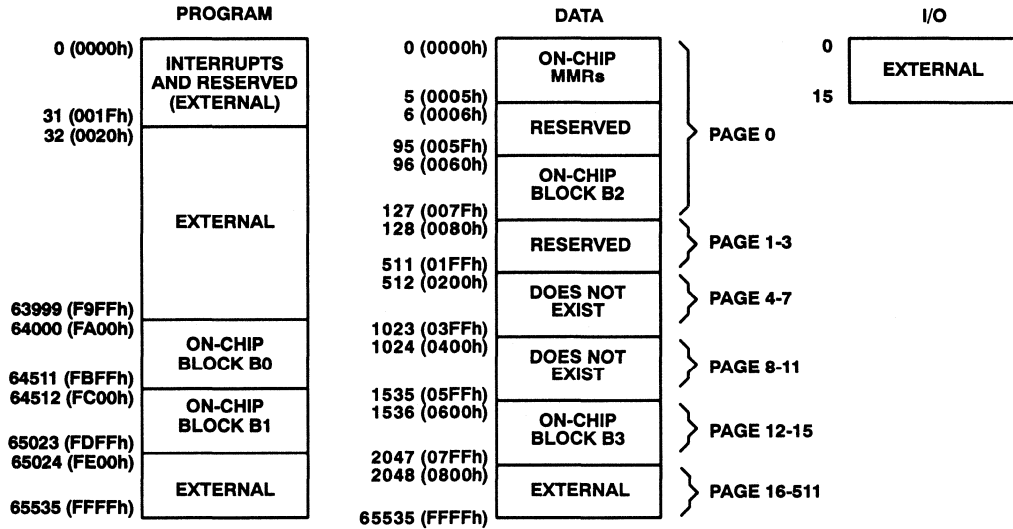 PROGRAM
0 (0000h)
INTERRUPTS
AND RESERVED
(EXTERNAL)
31 (001Fh)
32 (0020h)
EXTERNAL
63999 (F9FFh)
64000 (FA00h)
ON-CHIP
BLOCK B0
64511 (FBFFh)
64512 (FC00h)
ON-CHIP
BLOCK B1
65023 (FDFFh)
65024 (FE00h)
EXTERNAL
65535 (FFFFh)
DATA
0 (0000h)
ON-CHIP
MMRs
5 (0005h)
6 (0006h)
RESERVED
95 (005Fh)
96 (0060h)
ON-CHIP
BLOCK B2
127 (007Fh)
PAGE 0
128 (0080h)
RESERVED
511 (01FFh)
PAGE 1-3
512 (0200h)
DOES NOT
EXIST
1023 (03FFh)
PAGE 4-7
1024 (0400h)
DOES NOT
EXIST
1535 (05FFh)
PAGE 8-11
1536 (0600h)
ON-CHIP
BLOCK B3
2047 (07FFh)
PAGE 12-15
2048 (0800h)
EXTERNAL
65535 (FFFFh)
PAGE 16-511
I/O
0
EXTERNAL
15